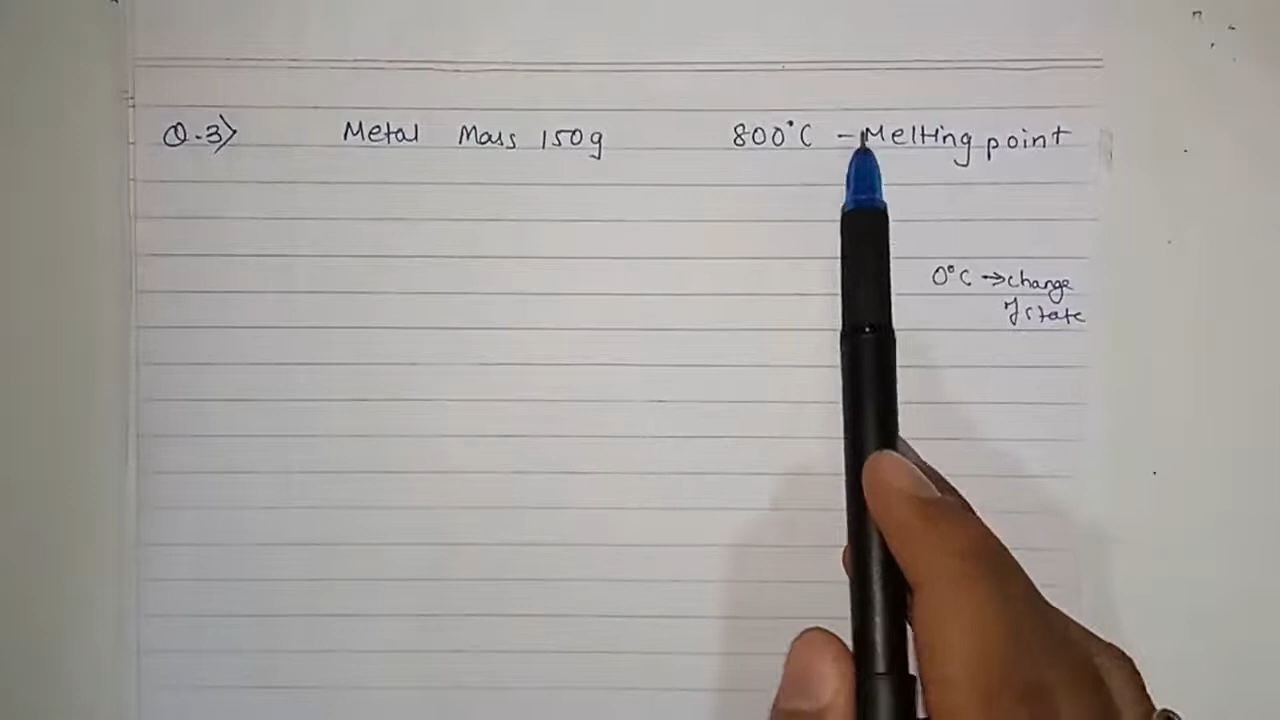 Q.3> Metal Mass 150g 800°C - Melting point
0°C → change
of state